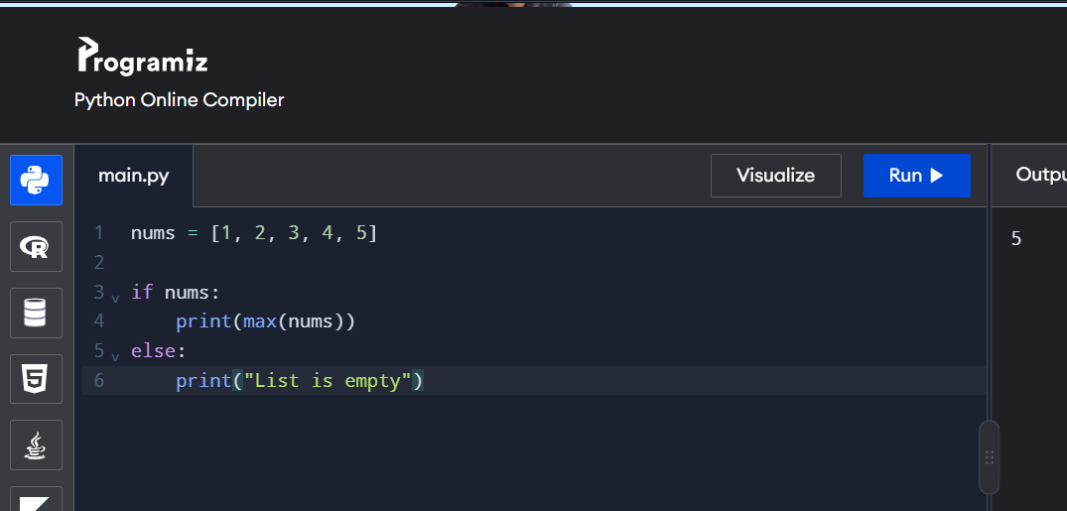 Programiz
Python Online Compiler
main.py
Visualize
Run
Outpu
1 nums = [1, 2, 3, 4, 5]
5
2
3 if nums:
4     print(max(nums))
5 else:
6     print("List is empty")